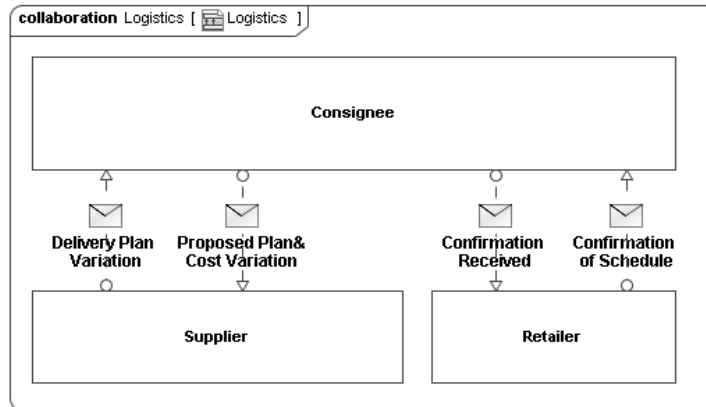 collaboration Logistics [ Logistics ]
Consignee
Delivery Plan
Variation
Proposed Plan&
Cost Variation
Confirmation
Received
Confirmation
of Schedule
Supplier
Retailer